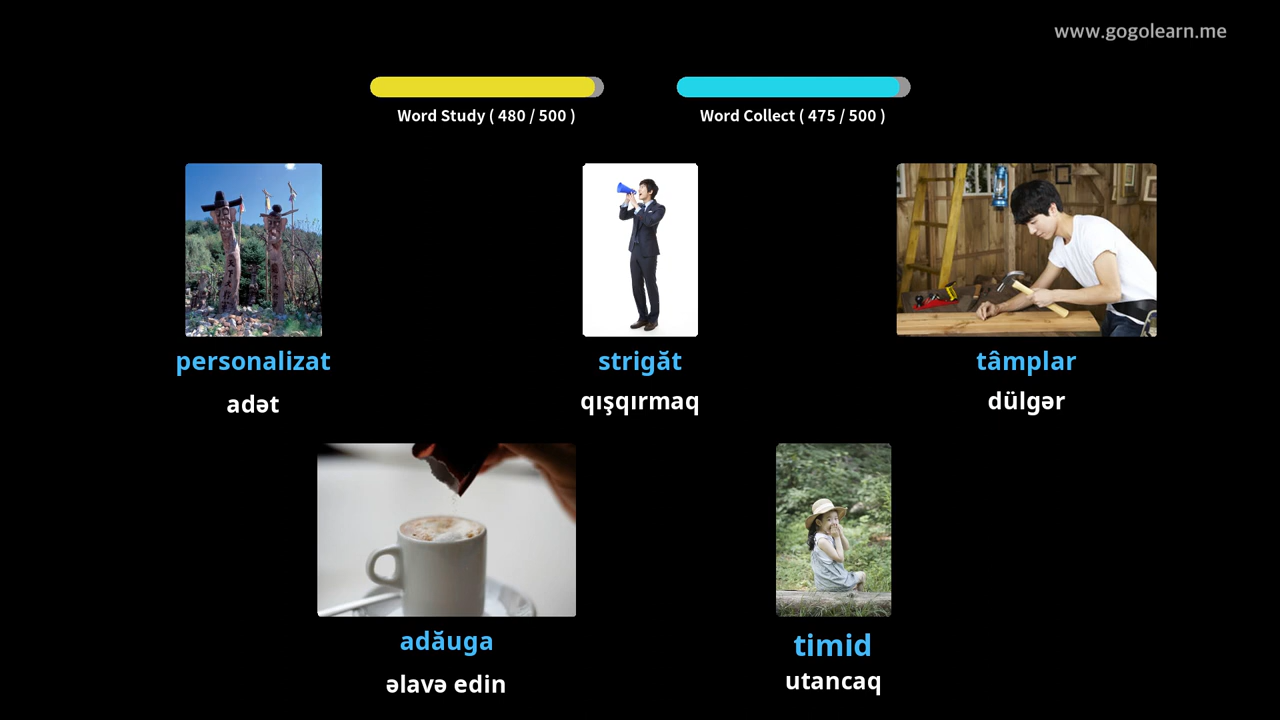 www.gogolearn.me
Word Study ( 480 / 500 )
Word Collect ( 475 / 500 )
personalizat
adət
strigăt
qışqırmaq
tâmplar
dülgər
adăuga
əlavə edin
timid
utancaq